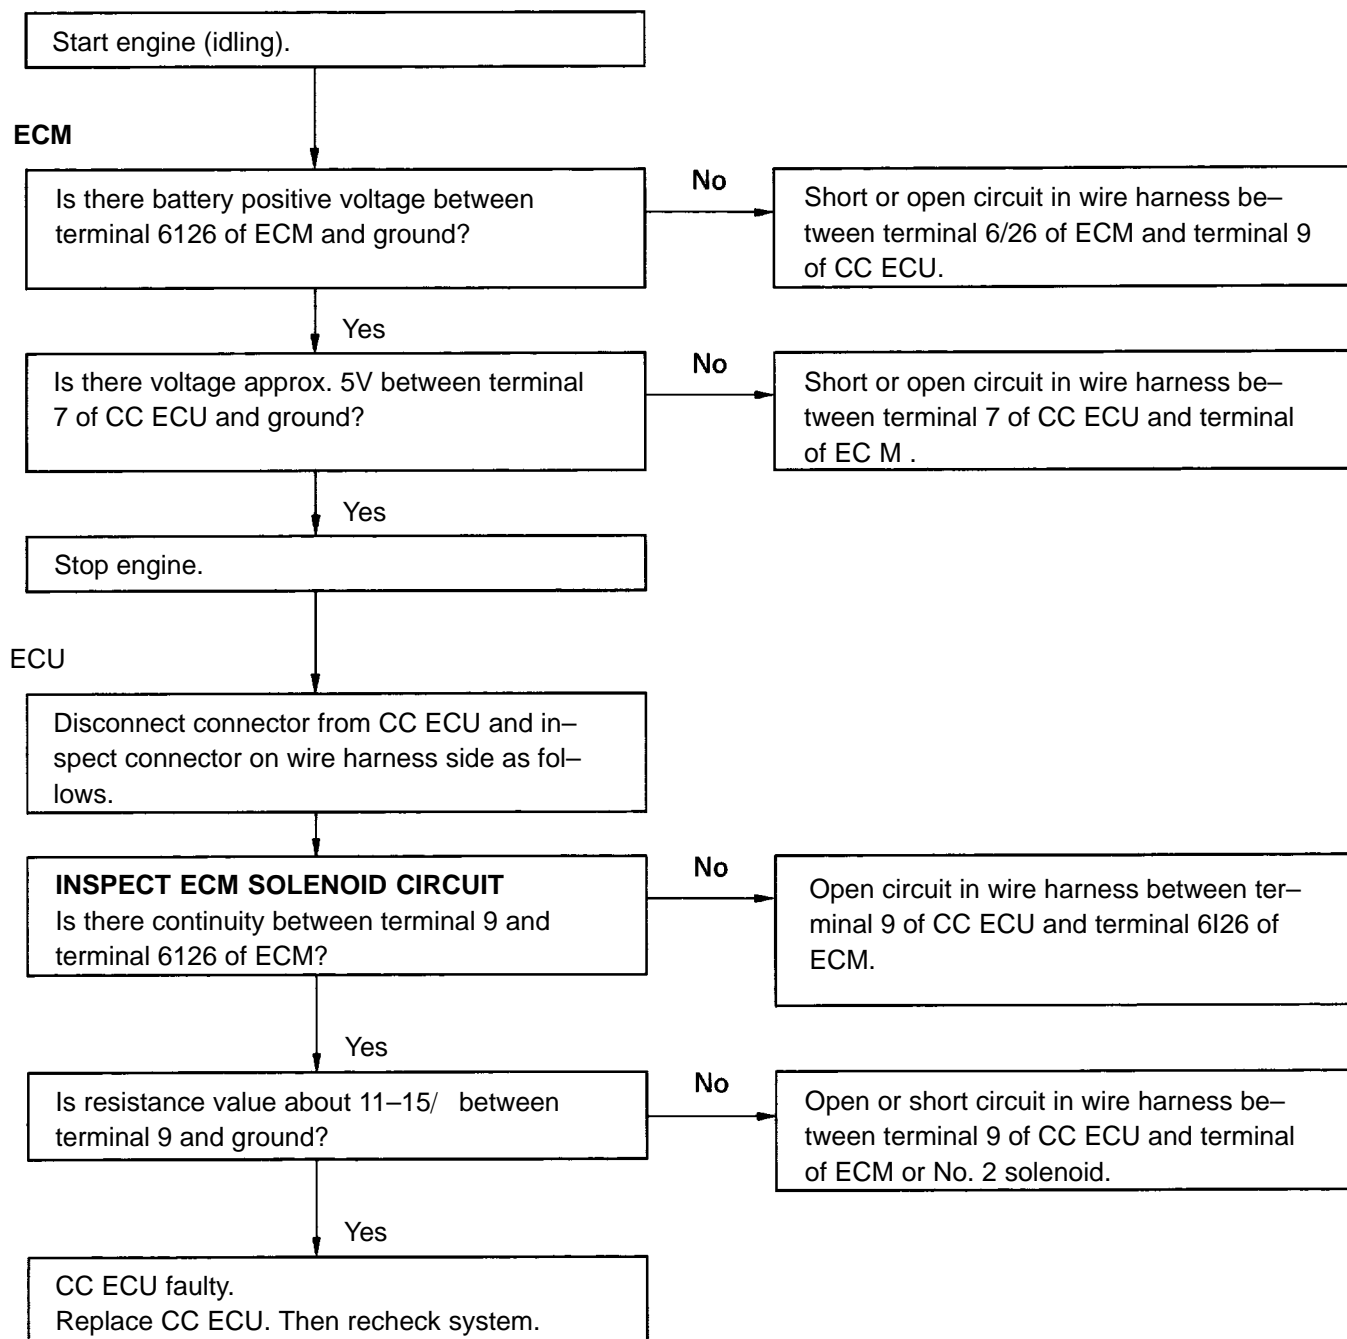 Start engine (idling).
ECM
Is there battery positive voltage between
terminal 6126 of ECM and ground?
No
Short or open circuit in wire harness be–
tween terminal 6/26 of ECM and terminal 9
of CC ECU.
Yes
Is there voltage approx. 5V between terminal
7 of CC ECU and ground?
No
Short or open circuit in wire harness be–
tween terminal 7 of CC ECU and terminal
of EC M .
Yes
Stop engine.
ECU
Disconnect connector from CC ECU and in–
spect connector on wire harness side as fol–
lows.
INSPECT ECM SOLENOID CIRCUIT
Is there continuity between terminal 9 and
terminal 6126 of ECM?
No
Open circuit in wire harness between ter–
minal 9 of CC ECU and terminal 6I26 of
ECM.
Yes
Is resistance value about 11–15/ between
terminal 9 and ground?
No
Open or short circuit in wire harness be–
tween terminal 9 of CC ECU and terminal
of ECM or No. 2 solenoid.
Yes
CC ECU faulty.
Replace CC ECU. Then recheck system.